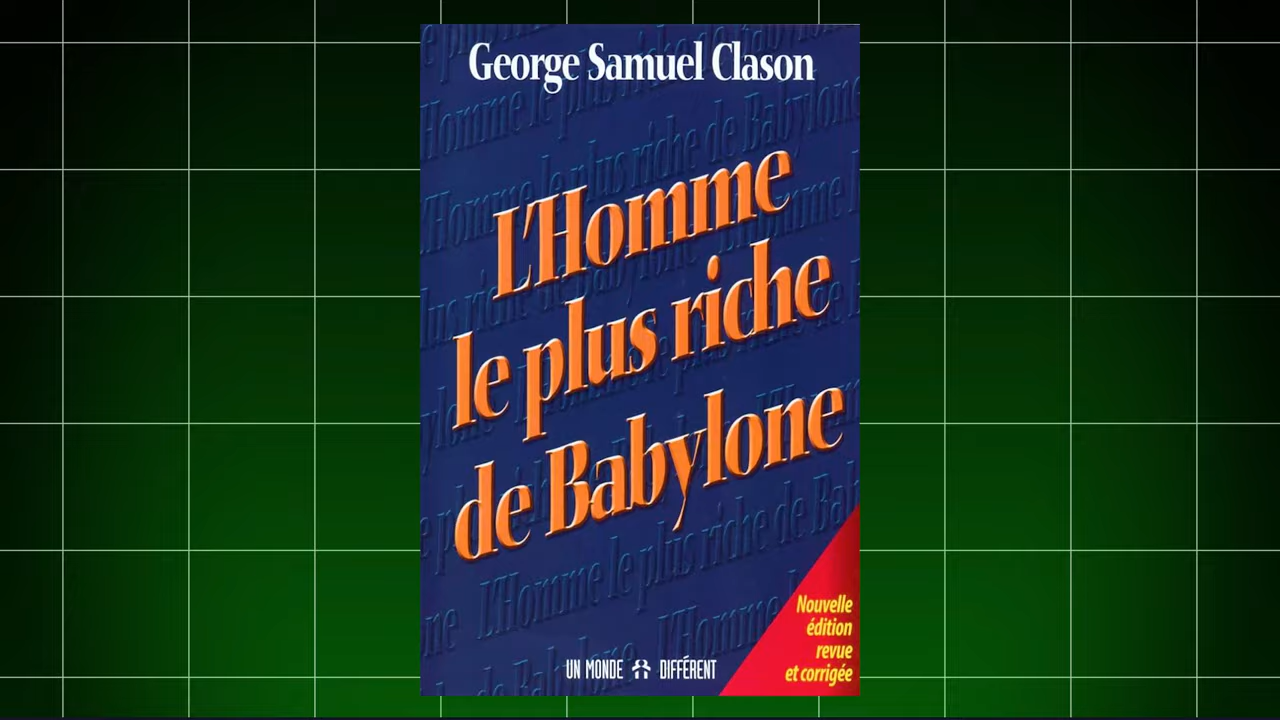 George Samuel Clason
L'Homme
le plus riche
de Babylone
Nouvelle
édition
revue
et corrigée
UN MONDE DIFFÉRENT